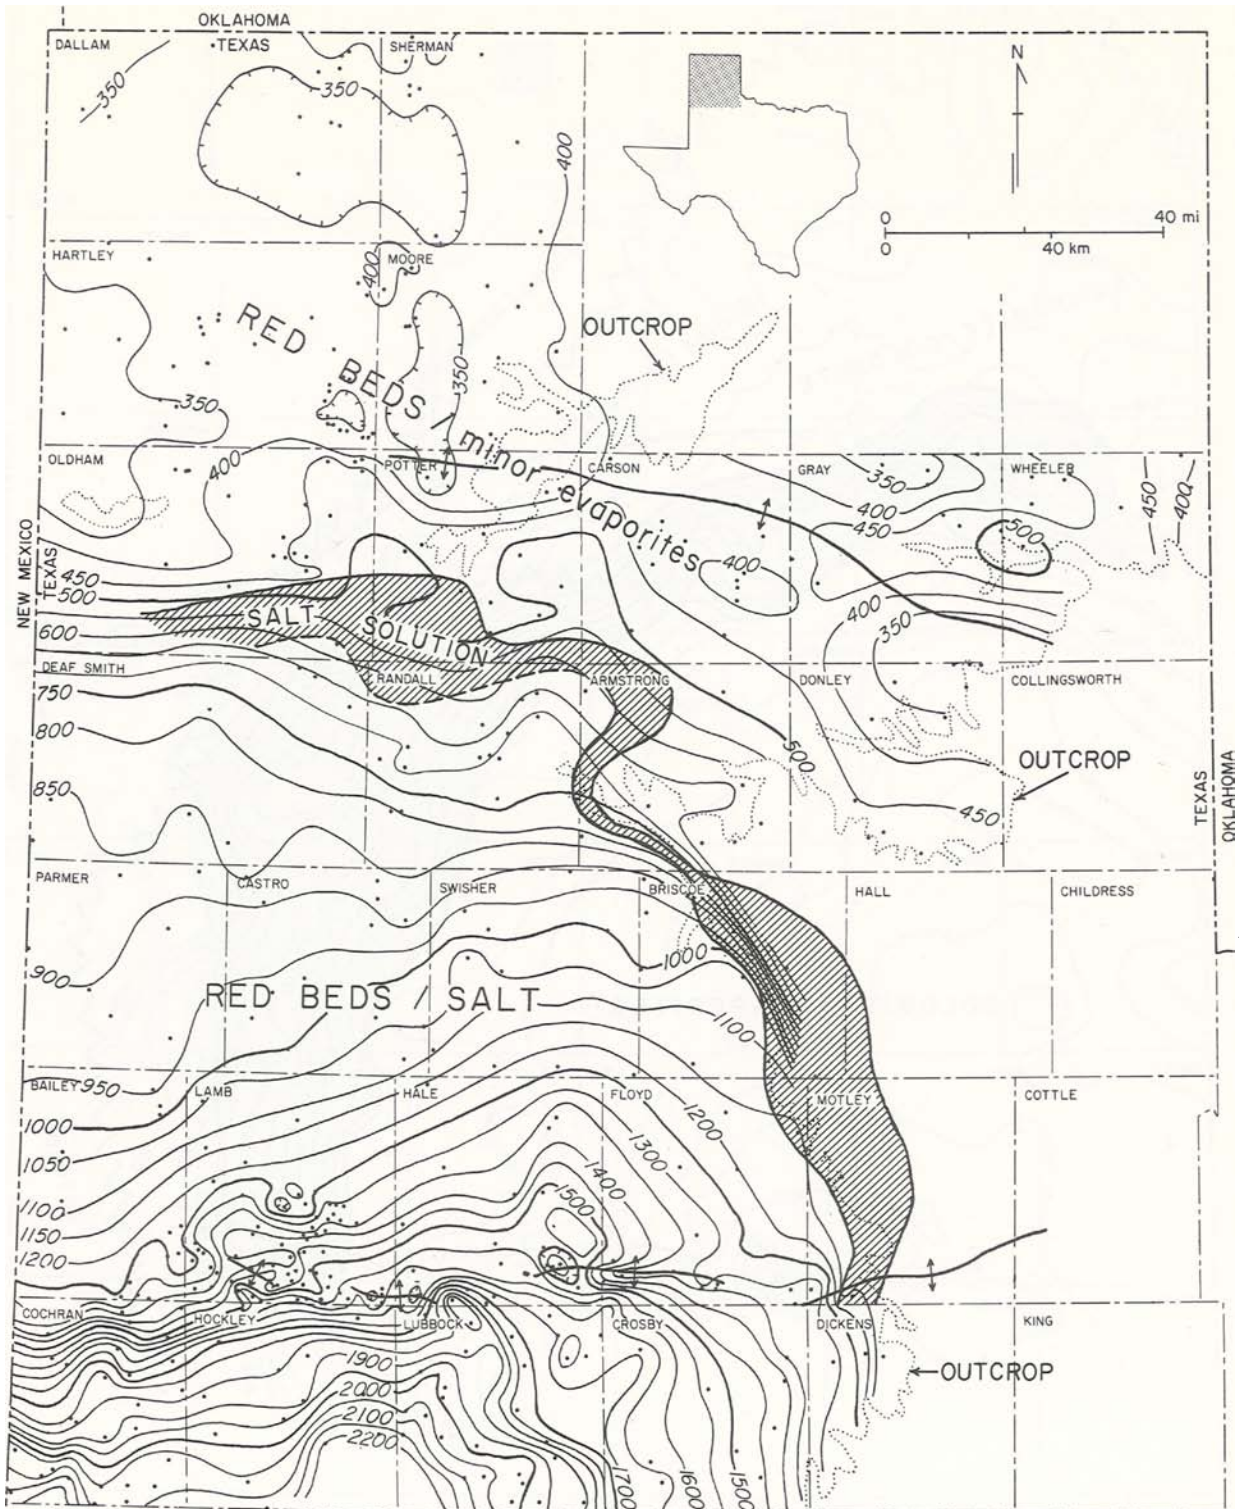 OKLAHOMA
TEXAS
DALLAM
SHERMAN
350
350
400
N
0 40 mi
0 40 km
HARTLEY
MOORE
400
RED BEDS / minor evaporites
OUTCROP
350
350
OLDHAM
400
POTTER
CARSON
GRAY
WHEELER
350
400
450
450
400
500
NEW MEXICO
TEXAS
450
500
600
400
400
350
SALT SOLUTION
DEAF SMITH
RANDALL
ARMSTRONG
DONLEY
COLLINGSWORTH
750
800
850
500
450
OUTCROP
TEXAS
OKLAHOMA
PARMER
CASTRO
SWISHER
BRISCOE
HALL
CHILDRESS
900
1000
RED BEDS / SALT
1100
BAILEY
950
LAMB
HALE
FLOYD
MOTLEY
COTTLE
1000
1050
1100
1150
1200
1200
1300
1400
1500
COCHRAN
HOCKLEY
LUBBOCK
CROSBY
DICKENS
KING
1900
2000
2100
2200
OUTCROP
1700
1600
1500